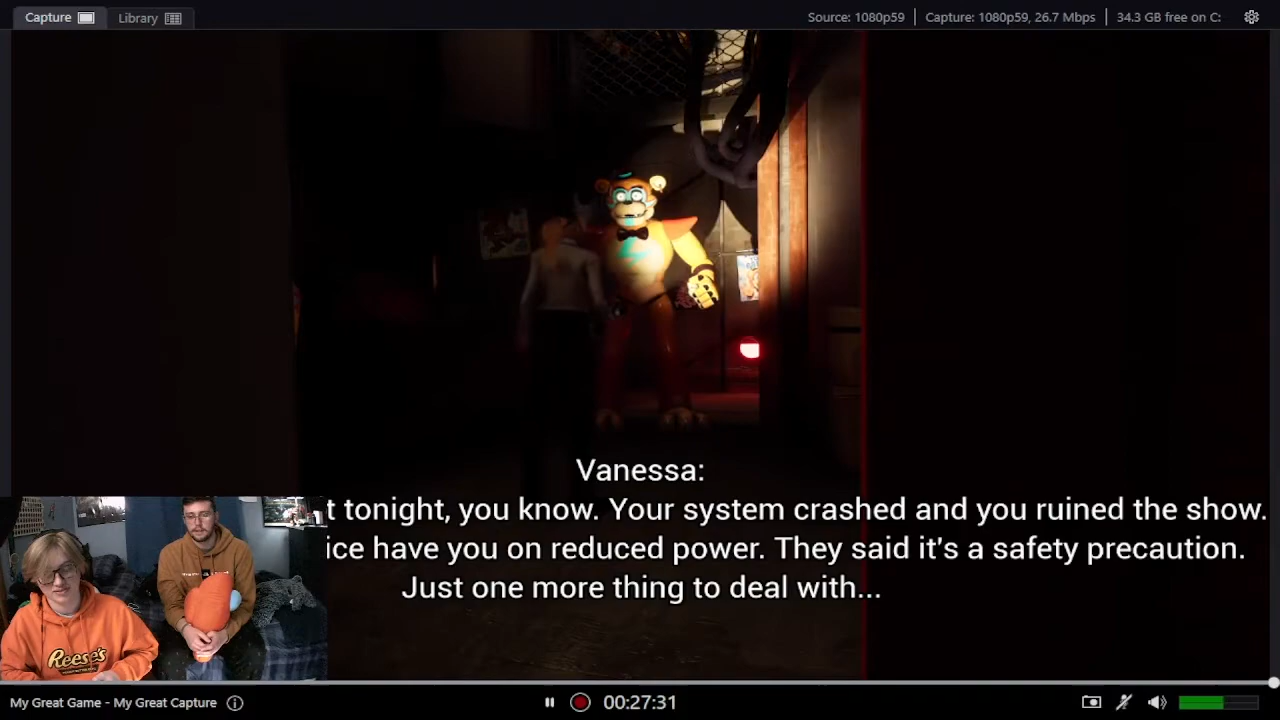 Capture
Library
Source: 1080p59
Capture: 1080p59, 26.7 Mbps
34.3 GB free on C:
Vanessa:
tonight, you know. Your system crashed and you ruined the show.
have you on reduced power. They said it's a safety precaution.
Just one more thing to deal with...
REESE'S
My Great Game - My Great Capture
00:27:31